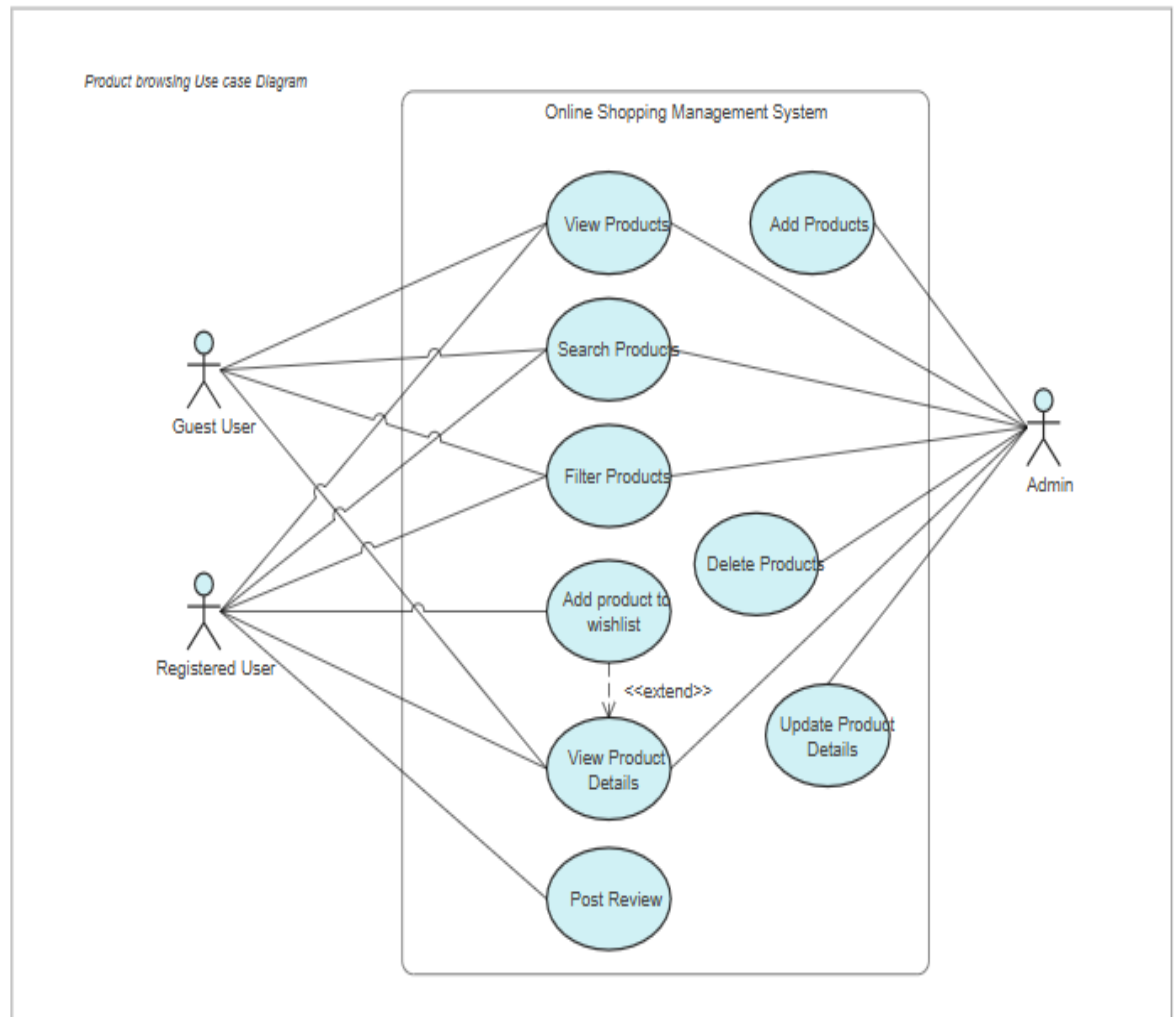 Product browsing Use case Diagram
Online Shopping Management System
View Products
Add Products
Search Products
Guest User
Filter Products
Admin
Delete Products
Add product to
wishlist
Registered User
<<extend>>
Update Product
Details
View Product
Details
Post Review